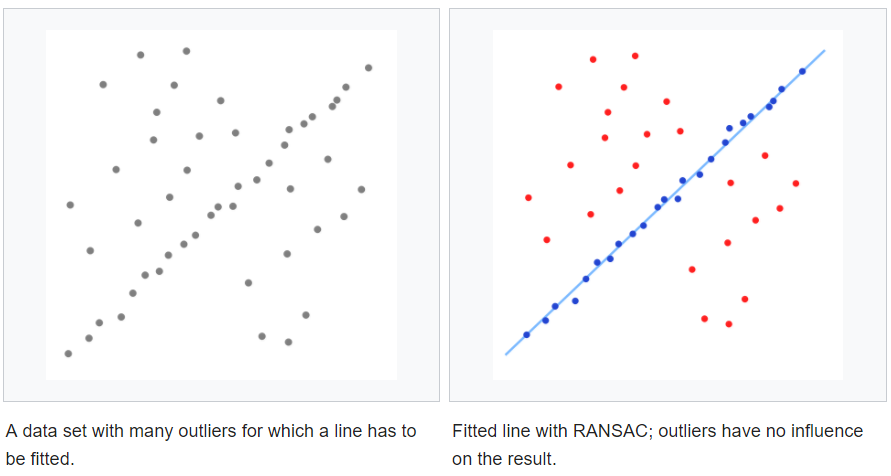 A data set with many outliers for which a line has to
be fitted.
Fitted line with RANSAC; outliers have no influence
on the result.